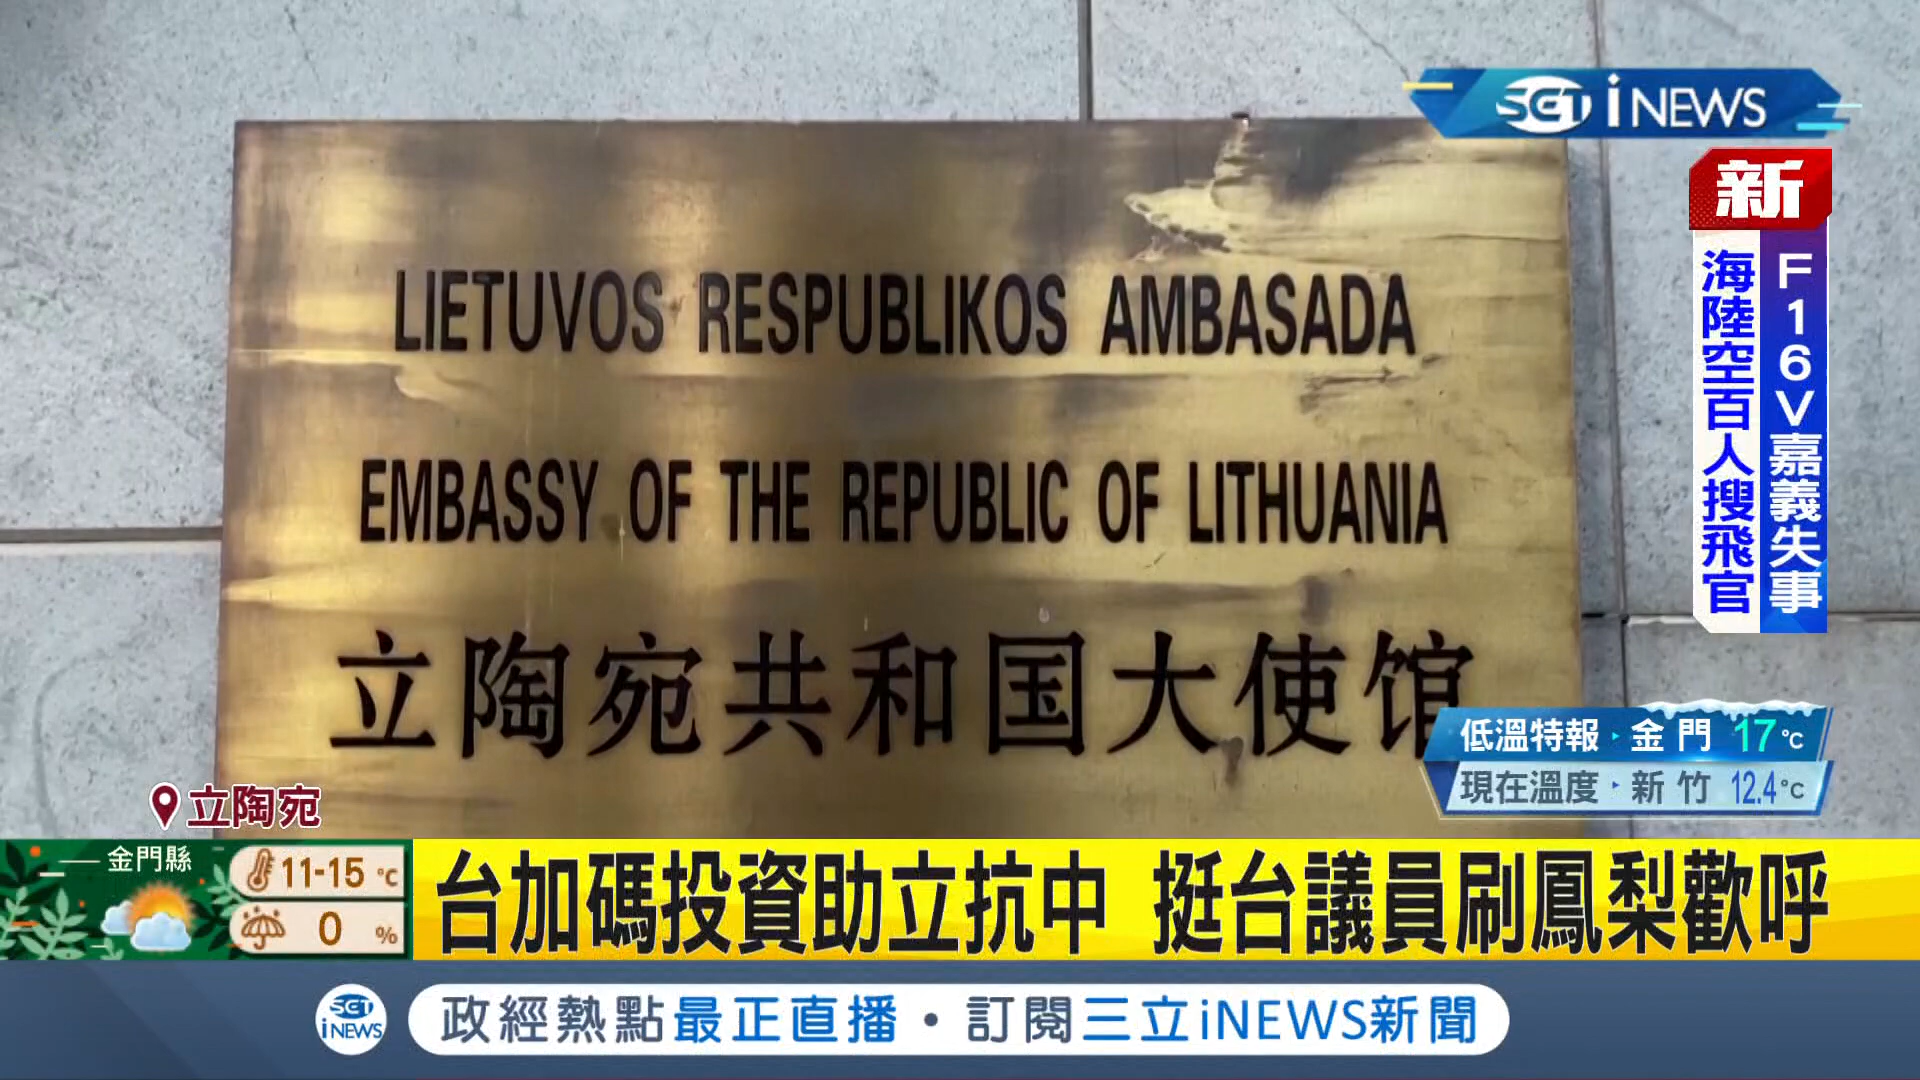 SET iNEWS
新
F16V嘉義失事
海陸空百人搜飛官
LIETUVOS RESPUBLIKOS AMBASADA
EMBASSY OF THE REPUBLIC OF LITHUANIA
立陶宛共和国大使馆
低溫特報 金門 17°C
現在溫度 新竹 12.4°C
立陶宛
金門縣
11-15 °C
0 %
台加碼投資助立抗中 挺台議員刷鳳梨歡呼
SET iNEWS
政經熱點最正直播・訂閱三立iNEWS新聞